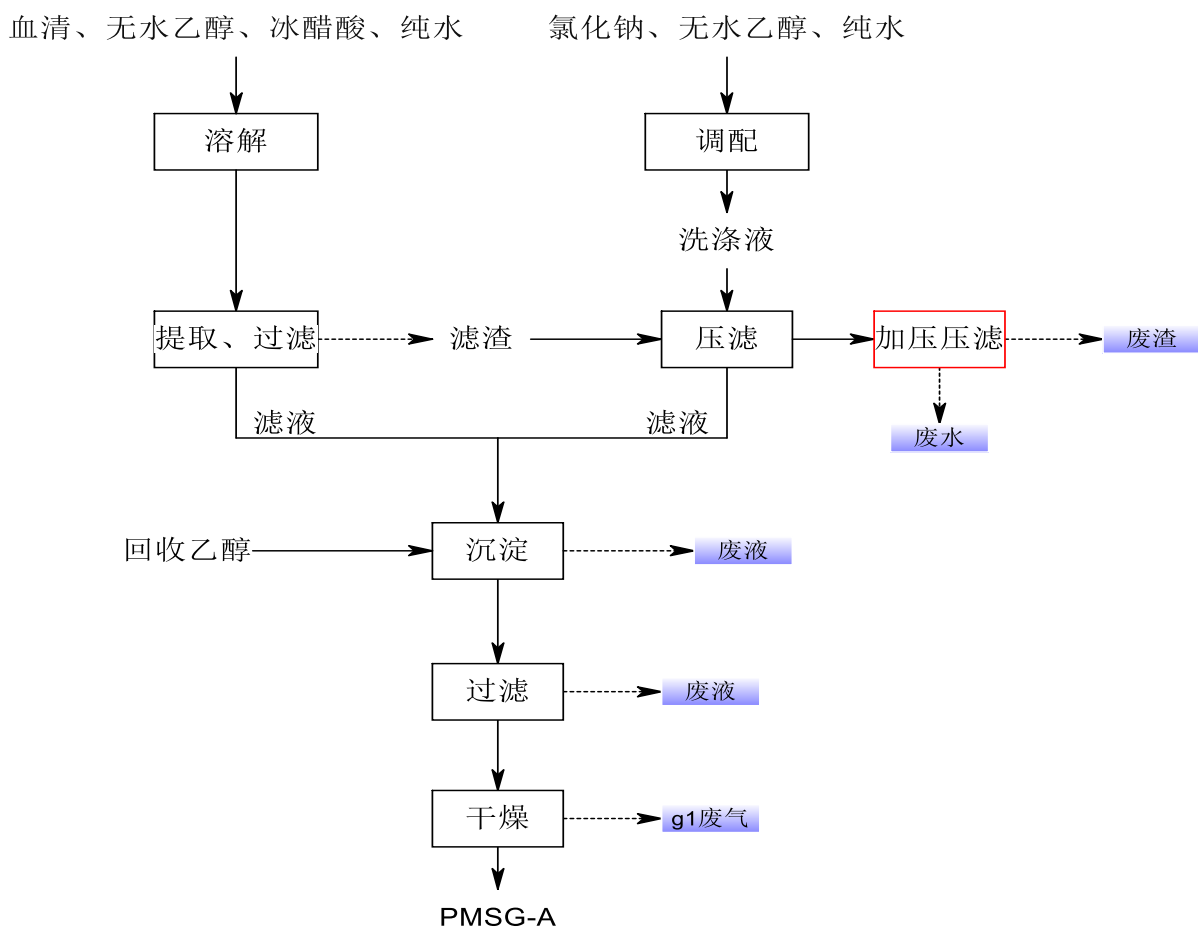 血清、无水乙醇、冰醋酸、纯水
氯化钠、无水乙醇、纯水
溶解
调配
洗涤液
提取、过滤
滤渣
压滤
加压压滤
废渣
滤液
滤液
废水
回收乙醇
沉淀
废液
过滤
废液
干燥
g1废气
PMSG-A